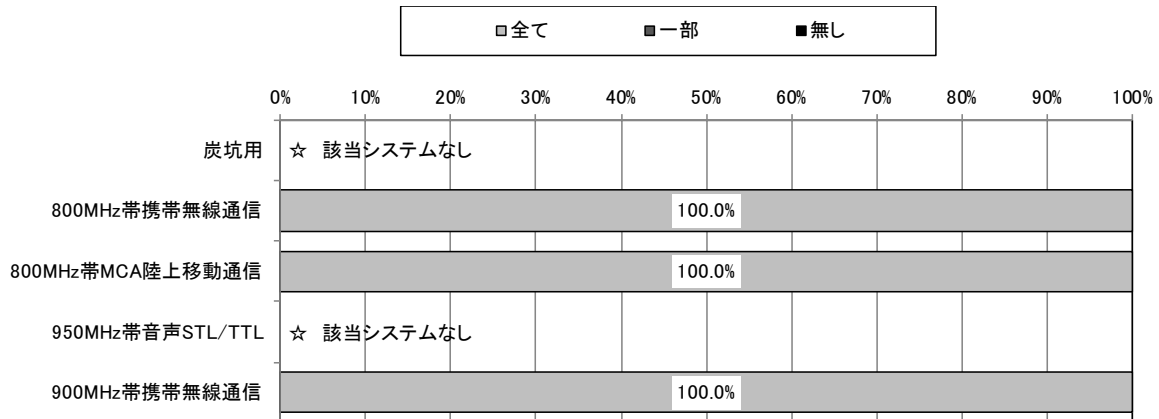 □全て ■一部 ■無し
0% 10% 20% 30% 40% 50% 60% 70% 80% 90% 100%
炭坑用 ☆ 該当システムなし
800MHz帯携帯無線通信 100.0%
800MHz帯MCA陸上移動通信 100.0%
950MHz帯音声STL/TTL ☆ 該当システムなし
900MHz帯携帯無線通信 100.0%